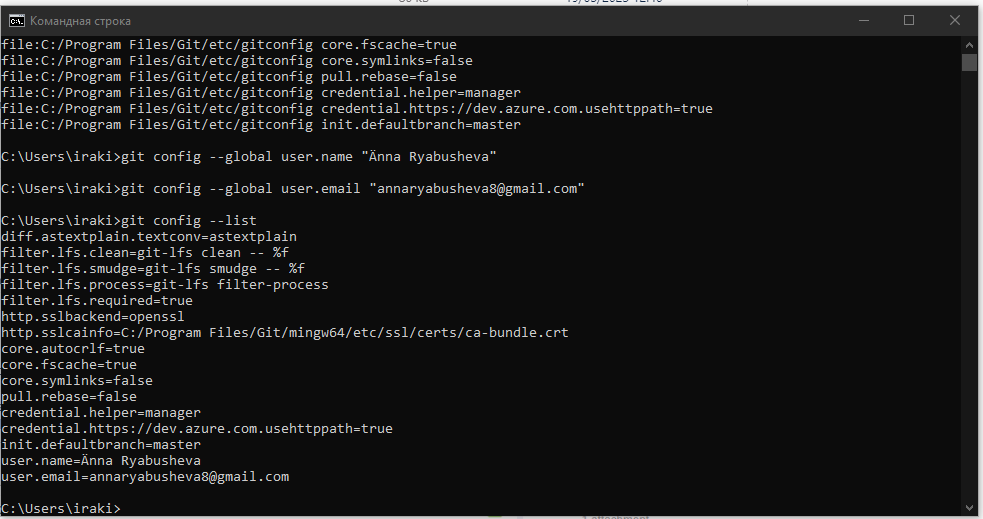 Командная строка
file:C:/Program Files/Git/etc/gitconfig core.fscache=true
file:C:/Program Files/Git/etc/gitconfig core.symlinks=false
file:C:/Program Files/Git/etc/gitconfig pull.rebase=false
file:C:/Program Files/Git/etc/gitconfig credential.helper=manager
file:C:/Program Files/Git/etc/gitconfig credential.https://dev.azure.com.usehttppath=true
file:C:/Program Files/Git/etc/gitconfig init.defaultbranch=master
C:\Users\iraki>git config --global user.name "Änna Ryabusheva"
C:\Users\iraki>git config --global user.email "annaryabusheva8@gmail.com"
C:\Users\iraki>git config --list
diff.astextplain.textconv=astextplain
filter.lfs.clean=git-lfs clean -- %f
filter.lfs.smudge=git-lfs smudge -- %f
filter.lfs.process=git-lfs filter-process
filter.lfs.required=true
http.sslbackend=openssl
http.sslcainfo=C:/Program Files/Git/mingw64/etc/ssl/certs/ca-bundle.crt
core.autocrlf=true
core.fscache=true
core.symlinks=false
pull.rebase=false
credential.helper=manager
credential.https://dev.azure.com.usehttppath=true
init.defaultbranch=master
user.name=Änna Ryabusheva
user.email=annaryabusheva8@gmail.com
C:\Users\iraki>